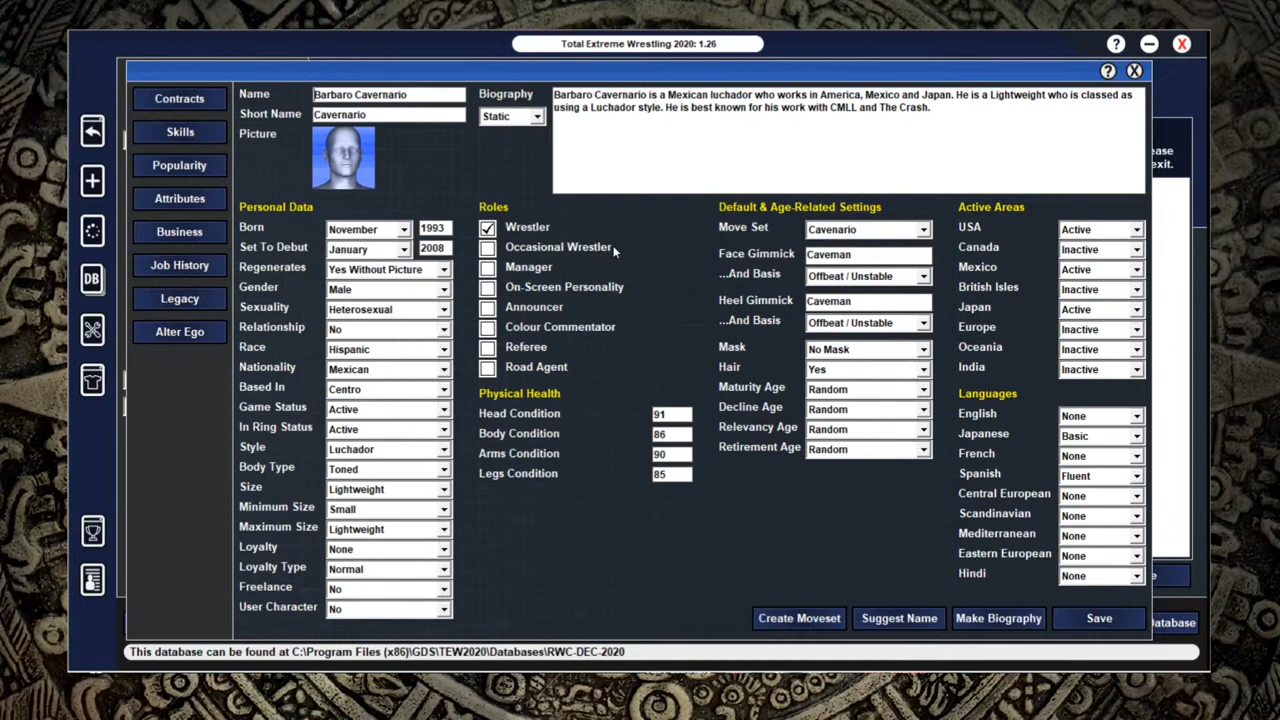 Total Extreme Wrestling 2020: 1.26
? X
? X
Contracts
Skills
Popularity
Attributes
Business
Job History
Legacy
Alter Ego
DB
Name Barbaro Cavernario
Short Name Cavernario
Picture
Biography
Static
Barbaro Cavernario is a Mexican luchador who works in America, Mexico and Japan. He is a Lightweight who is classed as
using a Luchador style. He is best known for his work with CMLL and The Crash.
ease
exit.
Personal Data
Born November 1993
Set To Debut January 2008
Regenerates Yes Without Picture
Gender Male
Sexuality Heterosexual
Relationship No
Race Hispanic
Nationality Mexican
Based In Centro
Game Status Active
In Ring Status Active
Style Luchador
Body Type Toned
Size Lightweight
Minimum Size Small
Maximum Size Lightweight
Loyalty None
Loyalty Type Normal
Freelance No
User Character No
Roles
Wrestler
Occasional Wrestler
Manager
On-Screen Personality
Announcer
Colour Commentator
Referee
Road Agent
Physical Health
Head Condition 91
Body Condition 86
Arms Condition 90
Legs Condition 85
Default & Age-Related Settings
Move Set Cavenario
Face Gimmick Caveman
...And Basis Offbeat / Unstable
Heel Gimmick Caveman
...And Basis Offbeat / Unstable
Mask No Mask
Hair Yes
Maturity Age Random
Decline Age Random
Relevancy Age Random
Retirement Age Random
Active Areas
USA Active
Canada Inactive
Mexico Active
British Isles Inactive
Japan Active
Europe Inactive
Oceania Inactive
India Inactive
Languages
English None
Japanese Basic
French None
Spanish Fluent
Central European None
Scandinavian None
Mediterranean None
Eastern European None
Hindi None
e
Create Moveset Suggest Name Make Biography Save
atabase
This database can be found at C:\Program Files (x86)\GDS\TEW2020\Databases\RWC-DEC-2020